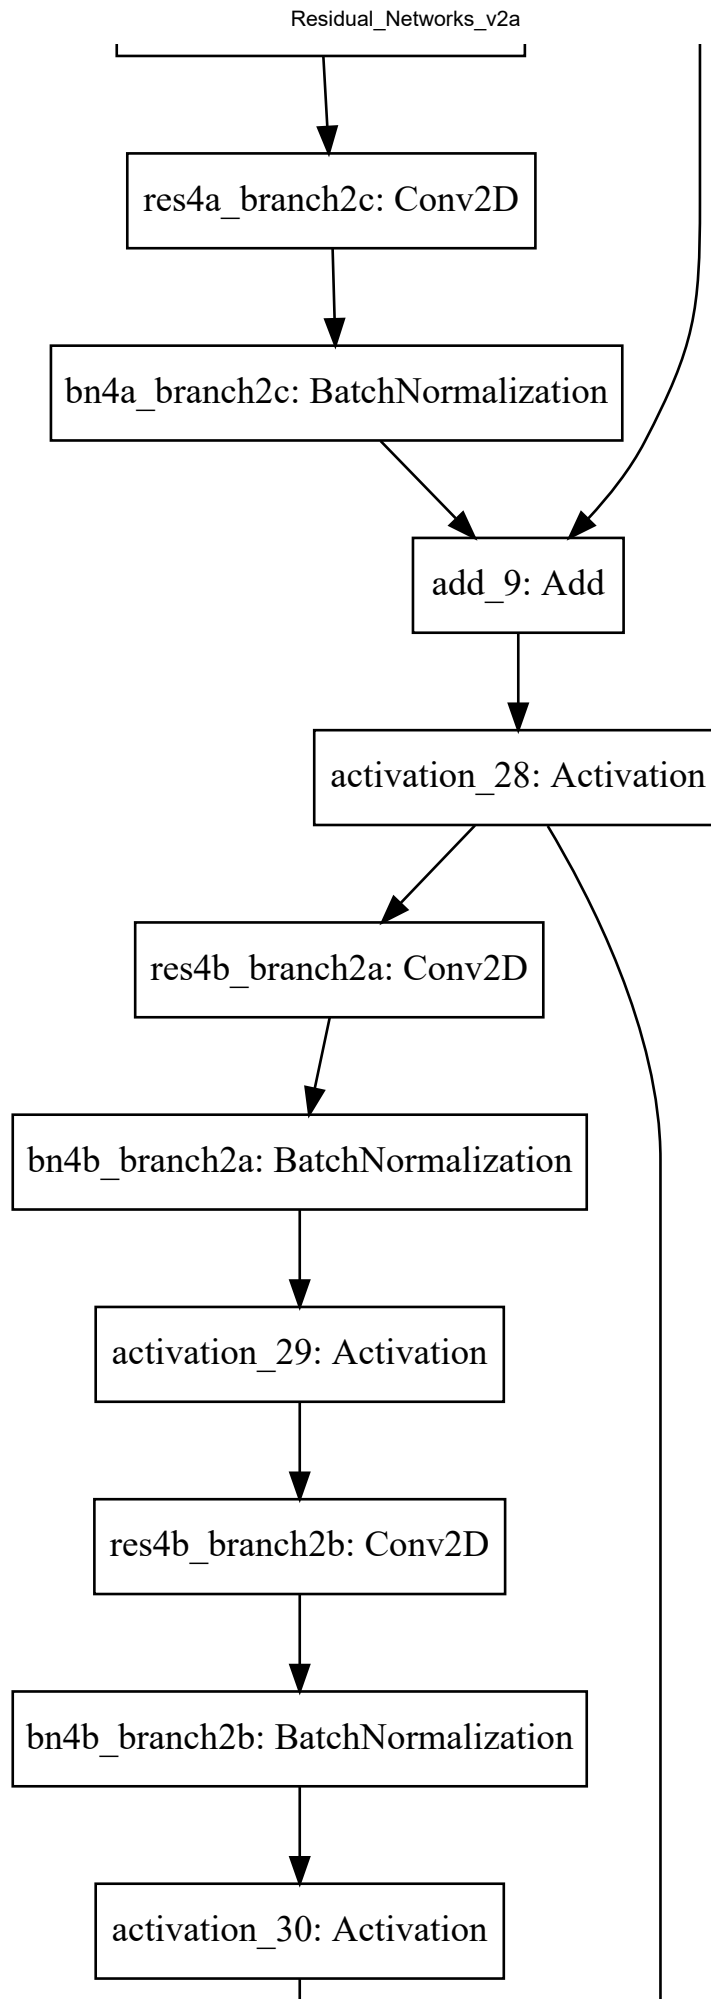 Residual_Networks_v2a
res4a_branch2c: Conv2D
bn4a_branch2c: BatchNormalization
add_9: Add
activation_28: Activation
res4b_branch2a: Conv2D
bn4b_branch2a: BatchNormalization
activation_29: Activation
res4b_branch2b: Conv2D
bn4b_branch2b: BatchNormalization
activation_30: Activation